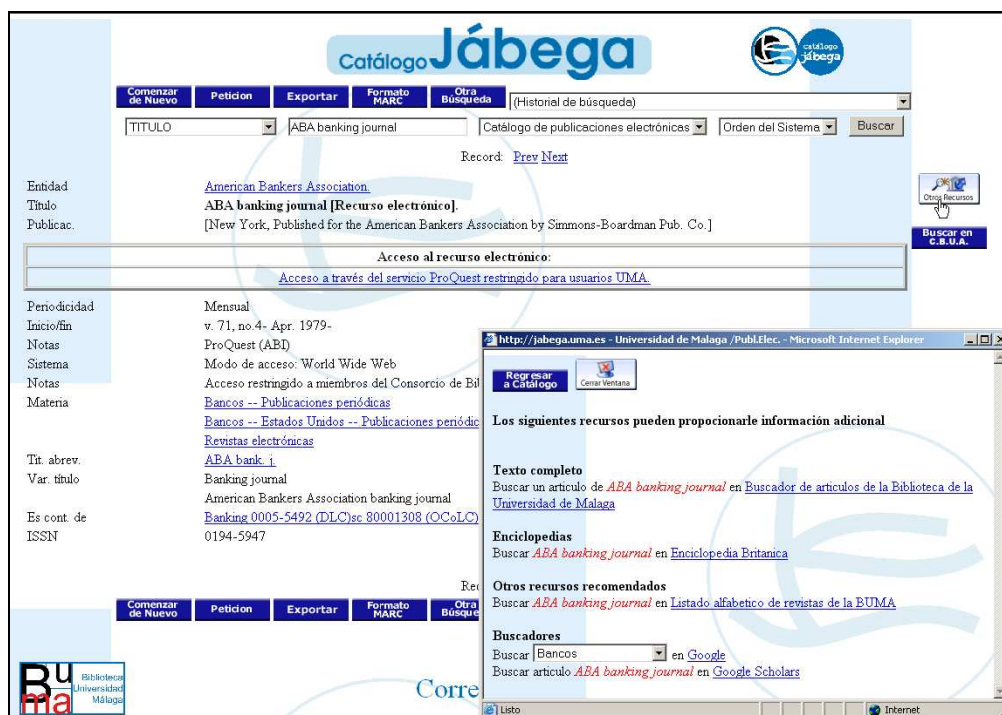 Catálogo Jábega
catálogo
jábega
Comenzar de Nuevo Peticion Exportar Formato MARC Otra Búsqueda (Historial de búsqueda)
TITULO ABA banking journal Catálogo de publicaciones electrónicas Orden del Sistema Buscar
Record: Prev Next
Entidad American Bankers Association.
Otros Recursos
Título ABA banking journal [Recurso electrónico].
Publicac. [New York, Published for the American Bankers Association by Simmons-Boardman Pub. Co.]
Buscar en
C.B.U.A.
Acceso al recurso electrónico:
Acceso a través del servicio ProQuest restringido para usuarios UMA.
Periodicidad Mensual
Inicio/fin v. 71, no.4- Apr. 1979-
Notas ProQuest (ABI)
Sistema Modo de acceso: World Wide Web
Notas Acceso restringido a miembros del Consorcio de
Materia Bancos -- Publicaciones periódicas
Bancos -- Estados Unidos -- Publicaciones periódic
Revistas electrónicas
Tit. abrev. ABA bank. j.
Var. título Banking journal
American Bankers Association banking journal
Es cont. de Banking 0005-5492 (DLC)sc 80001308 (OCoLC)
ISSN 0194-5947
http://jabega.uma.es - Universidad de Malaga /Publ.Elec. - Microsoft Internet Explorer
Regresar a Catálogo Cerrar Ventana
Los siguientes recursos pueden propocionarle información adicional
Texto completo
Buscar un articulo de ABA banking journal en Buscador de articulos de la Biblioteca de la
Universidad de Malaga
Enciclopedias
Buscar ABA banking journal en Enciclopedia Britanica
Otros recursos recomendados
Buscar ABA banking journal en Listado alfabetico de revistas de la BUMA
Buscadores
Buscar Bancos en Google
Buscar articulo ABA banking journal en Google Scholars
Listo Internet
Rec
Comenzar de Nuevo Peticion Exportar Formato MARC Otra Búsque
Buma
Biblioteca
Universidad
Málaga
Corre